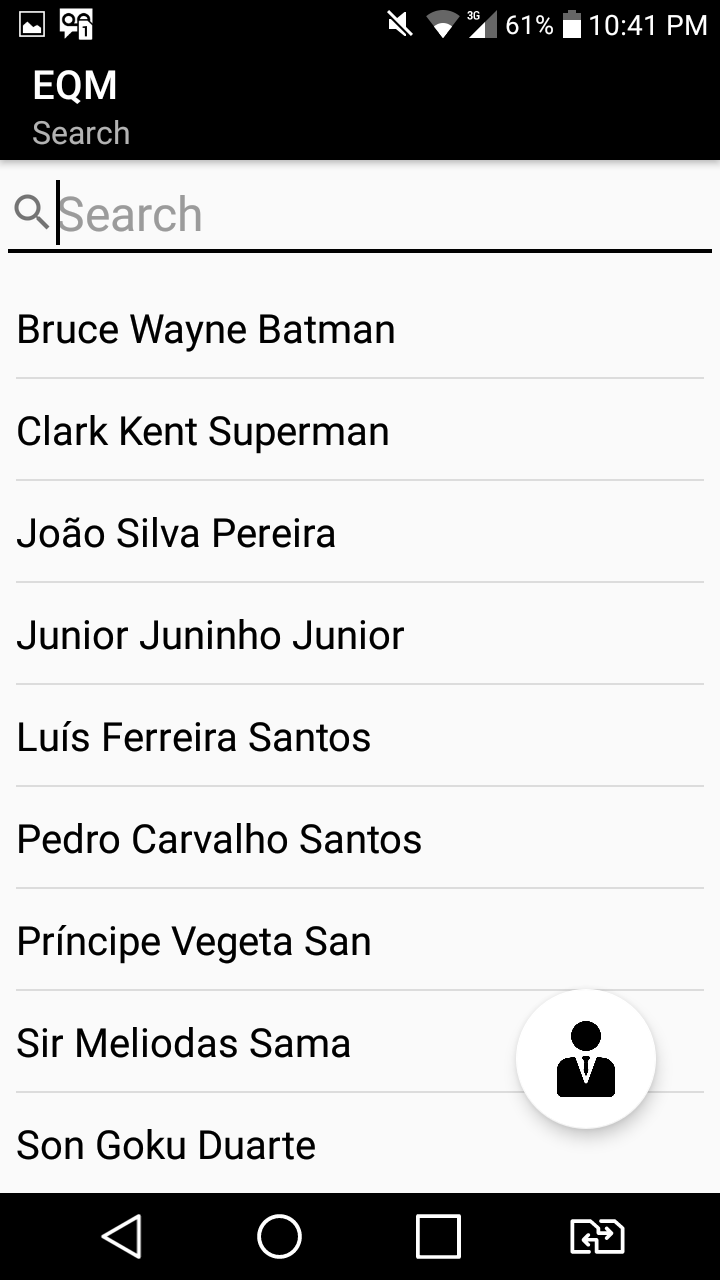 1
3G
61%
10:41 PM
EQM
Search
Search
Bruce Wayne Batman
Clark Kent Superman
João Silva Pereira
Junior Juninho Junior
Luís Ferreira Santos
Pedro Carvalho Santos
Príncipe Vegeta San
Sir Meliodas Sama
Son Goku Duarte